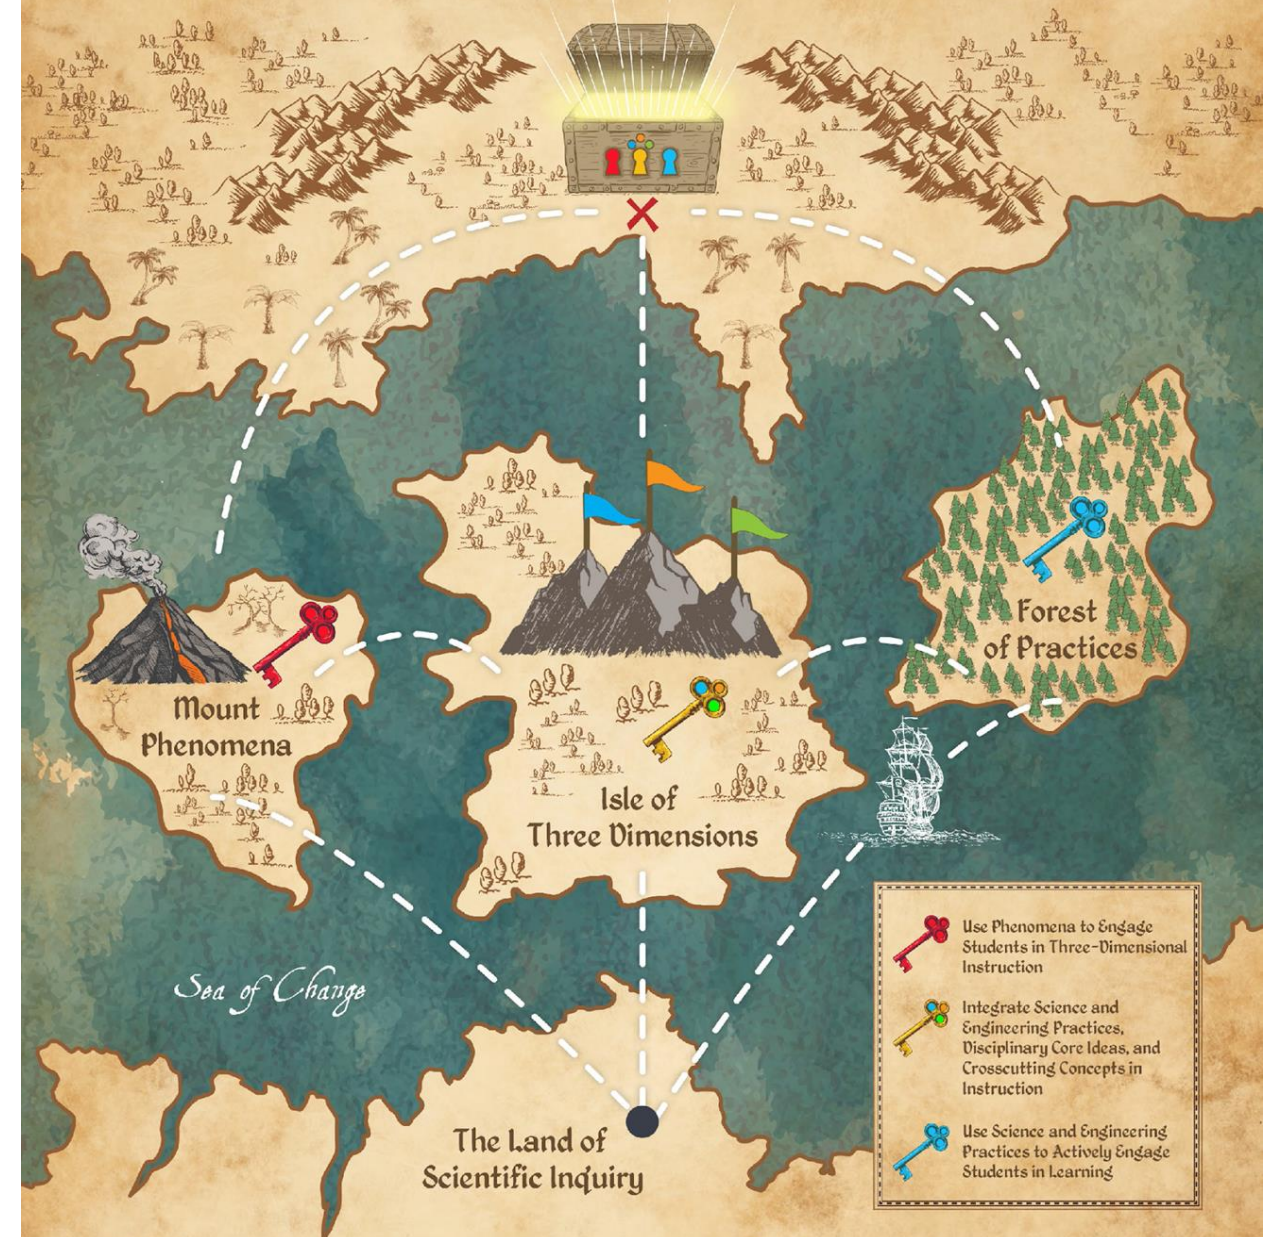 Forest
of Practices
Mount
Phenomena
Isle of
Three Dimensions
Sea of Change
The Land of
Scientific Inquiry
Use Phenomena to Engage
Students in Three-Dimensional
Instruction
Integrate Science and
Engineering Practices,
Disciplinary Core Ideas, and
Crosscutting Concepts in
Instruction
Use Science and Engineering
Practices to Actively Engage
Students in Learning